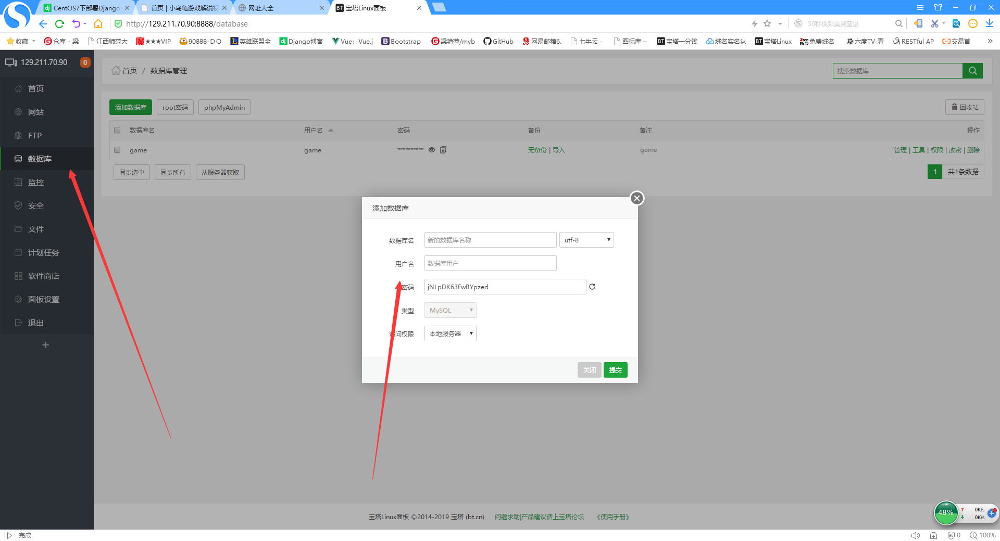 CentOS7下部署Django
首页 | 小乌龟游戏解说视
网址大全
BT 宝塔Linux面板
http://129.211.70.90:8888/database
50秒视频美到窒息
收藏
仓库 - 梁
江西师范大
★★★VIP
90888-ＤＯ
英雄联盟全
Django博客
Vue：Vue.j
Bootstrap
梁艳萍/myb
GitHub
网易邮箱6.
七牛云 -
图标库 –
BT 宝塔一分钱
域名实名认
BT 宝塔Linux
免费域名_
六度TV-看
RESTful AP
交易首
»
129.211.70.90
0
首页
网站
FTP
数据库
监控
安全
文件
计划任务
软件商店
面板设置
退出
+
首页 / 数据库管理
搜索数据库
添加数据库
root密码
phpMyAdmin
回收站
数据库名 用户名 密码 备份 备注 操作
game game ********** 无备份 | 导入 game 管理 | 工具 | 权限 | 改密 | 删除
同步选中
同步所有
从服务器获取
1 共1条数据
添加数据库
数据库名 新的数据库名称 utf-8
用户名 数据库用户
密码 jNLpDK63FwBYpzed
类型 MySQL
访问权限 本地服务器
关闭 提交
宝塔Linux面板 ©2014-2019 宝塔 (bt.cn) 问题求助|产品建议请上宝塔论坛 《使用手册》
48%
0K/s
0K/s
完成
0
100%